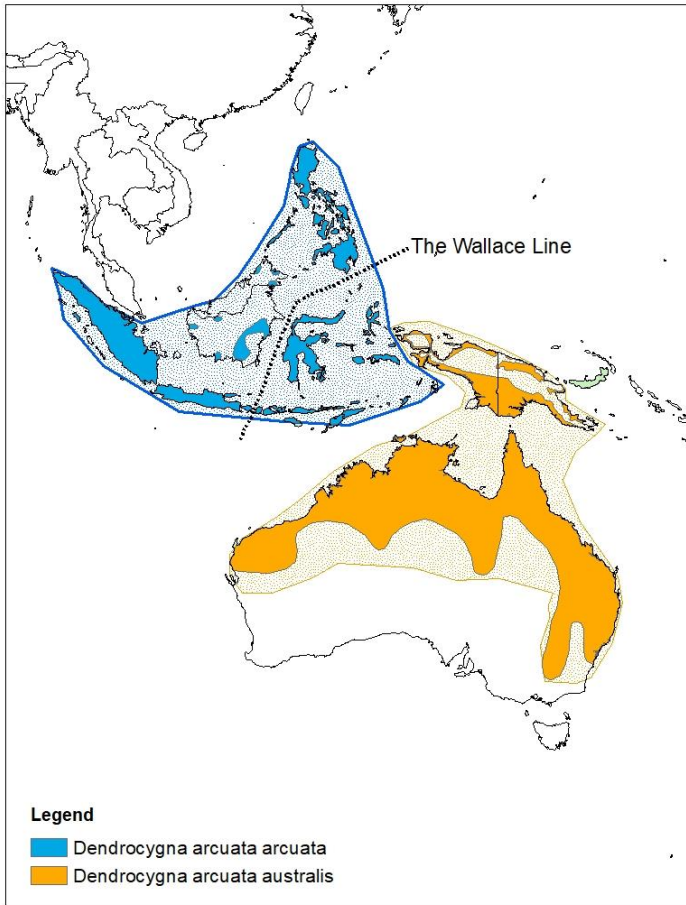 The Wallace Line
Legend
Dendrocygna arcuata arcuata
Dendrocygna arcuata australis